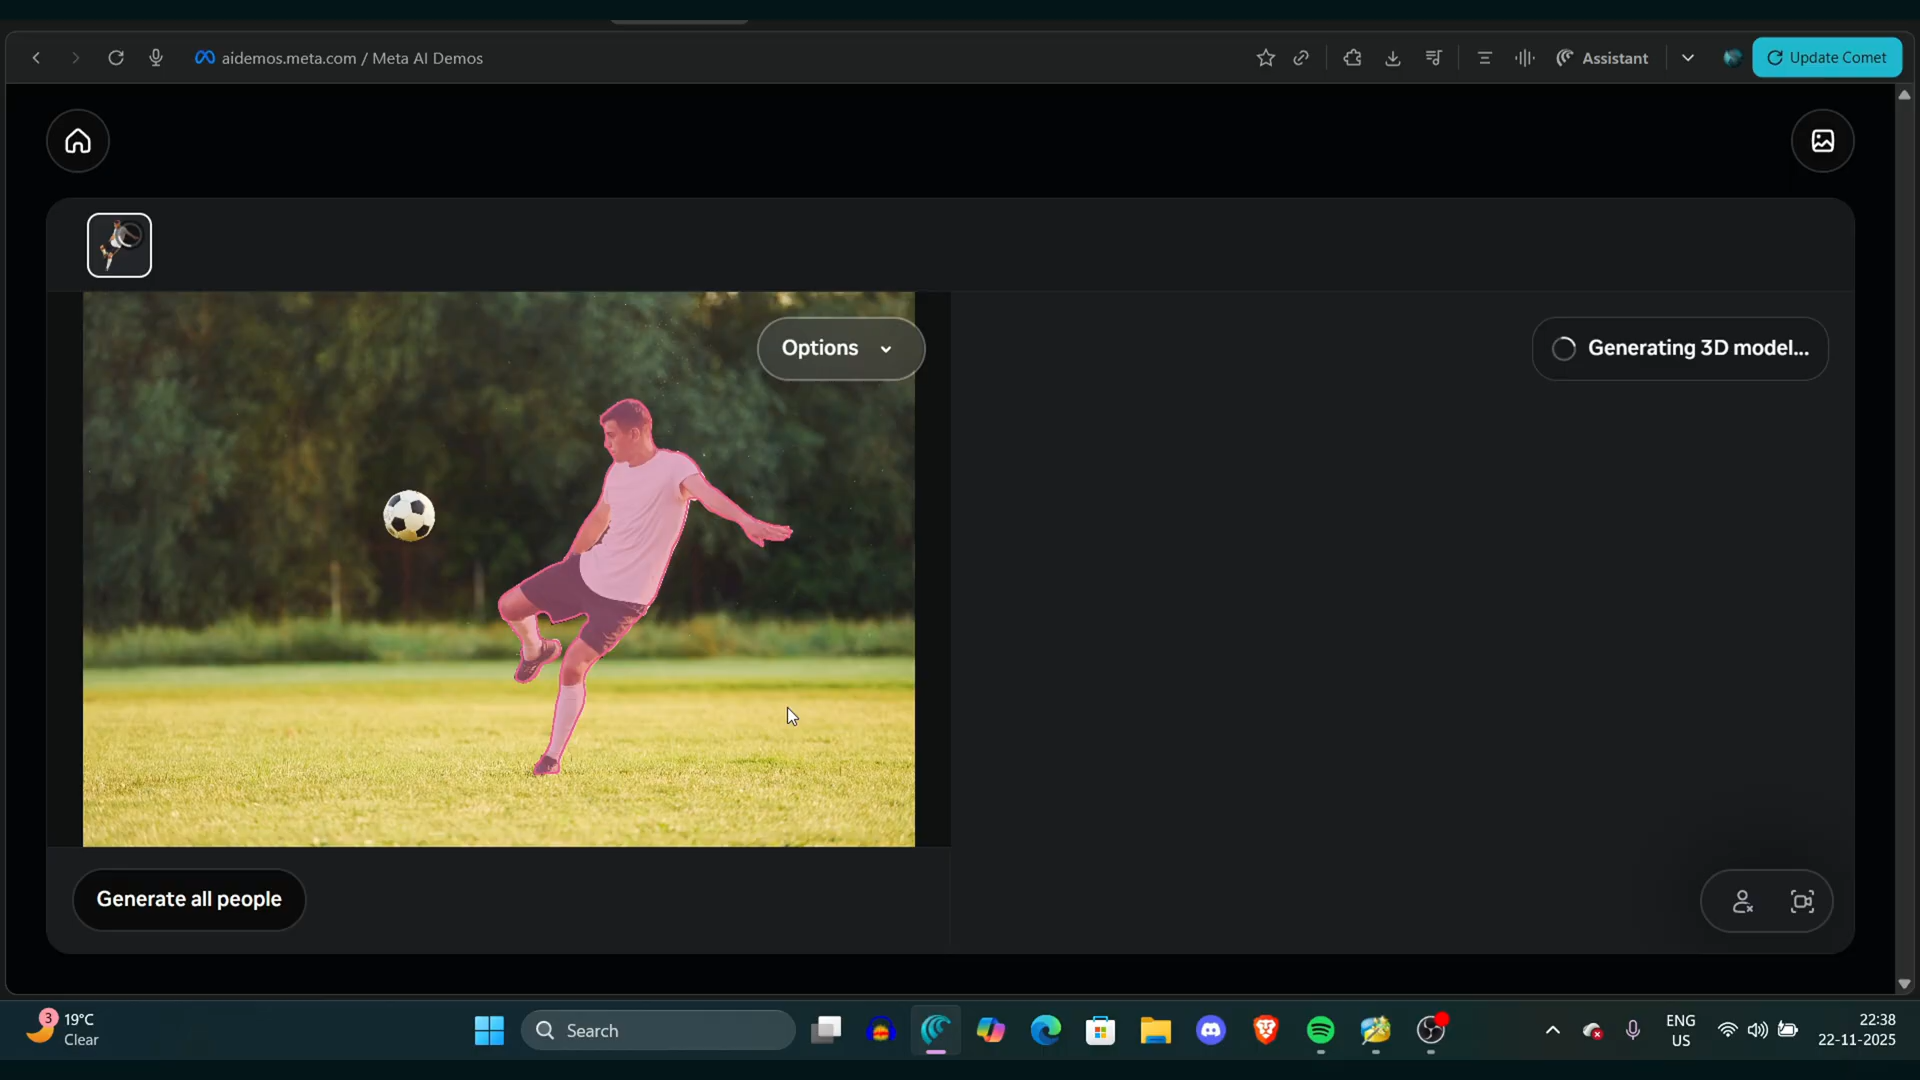 aidemos.meta.com / Meta AI Demos
Assistant
Update Comet
Options
Generating 3D model...
Generate all people
3
19°C
Clear
Search
ENG
US
22:38
22-11-2025